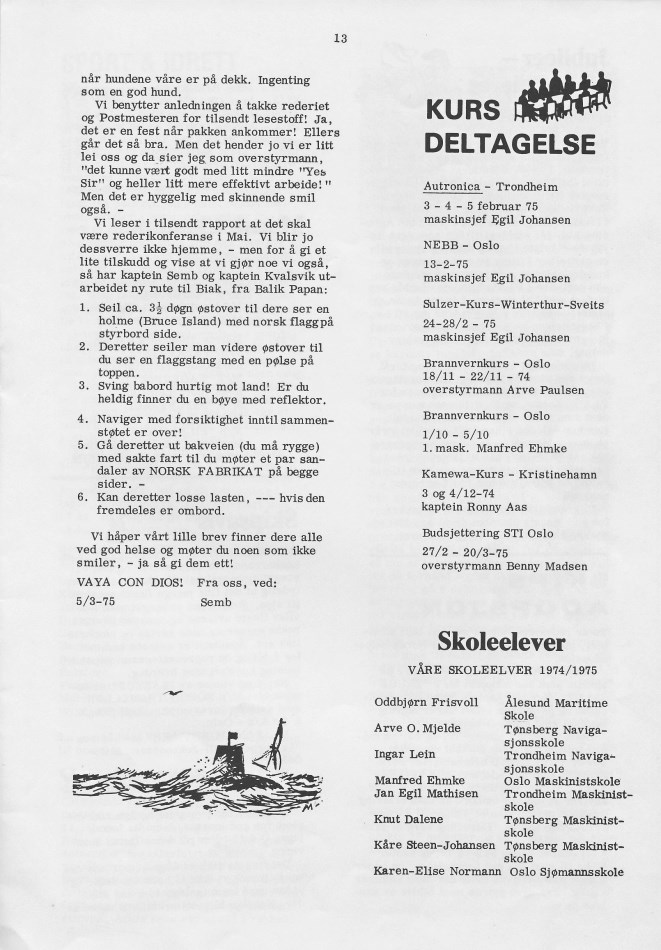 13
når hundene våre er på dekk. Ingenting
som en god hund.
Vi benytter anledningen å takke rederiet
og Postmesteren for tilsendt lesestoff! Ja,
det er en fest når pakken ankommer! Ellers
går det så bra. Men det hender jo vi er litt
lei oss og da sier jeg som overstyrmann,
"det kunne vært godt med litt mindre "Yes
Sir" og heller litt mere effektivt arbeide!"
Men det er hyggelig med skinnende smil
også. -
Vi leser i tilsendt rapport at det skal
være rederikonferanse i Mai. Vi blir jo
dessverre ikke hjemme, - men for å gi et
lite tilskudd og vise at vi gjør noe vi også,
så har kaptein Semb og kaptein Kvalsvik ut-
arbeidet ny rute til Biak, fra Balik Papan:
1. Seil ca. 3½ døgn østover til dere ser en
holme (Bruce Island) med norsk flagg på
styrbord side.
2. Deretter seiler man videre østover til
du ser en flaggstang med en pølse på
toppen.
3. Sving babord hurtig mot land! Er du
heldig finner du en bøye med reflektor.
4. Naviger med forsiktighet inntil sammen-
støtet er over!
5. Gå deretter ut bakveien (du må rygge)
med sakte fart til du møter et par san-
daler av NORSK FABRIKAT på begge
sider. -
6. Kan deretter losse lasten, --- hvis den
fremdeles er ombord.
Vi håper vårt lille brev finner dere alle
ved god helse og møter du noen som ikke
smiler, - ja så gi dem ett!
VAYA CON DIOS! Fra oss, ved:
5/3-75 Semb
M
KURS
DELTAGELSE
Autronica - Trondheim
3 - 4 - 5 februar 75
maskinsjef Egil Johansen
NEBB - Oslo
13-2-75
maskinsjef Egil Johansen
Sulzer-Kurs-Winterthur-Sveits
24-28/2 - 75
maskinsjef Egil Johansen
Brannvernkurs - Oslo
18/11 - 22/11 - 74
overstyrmann Arve Paulsen
Brannvernkurs - Oslo
1/10 - 5/10
1. mask. Manfred Ehmke
Kamewa-Kurs - Kristinehamn
3 og 4/12-74
kaptein Ronny Aas
Budsjettering STI Oslo
27/2 - 20/3-75
overstyrmann Benny Madsen
Skoleelever
VÅRE SKOLEELVER 1974/1975
Oddbjørn Frisvoll Ålesund Maritime
Skole
Arve O. Mjelde Tønsberg Naviga-
sjonsskole
Ingar Lein Trondheim Naviga-
sjonsskole
Manfred Ehmke Oslo Maskinistskole
Jan Egil Mathisen Trondheim Maskinist-
skole
Knut Dalene Tønsberg Maskinist-
skole
Kåre Steen-Johansen Tønsberg Maskinist-
skole
Karen-Elise Normann Oslo Sjømannsskole